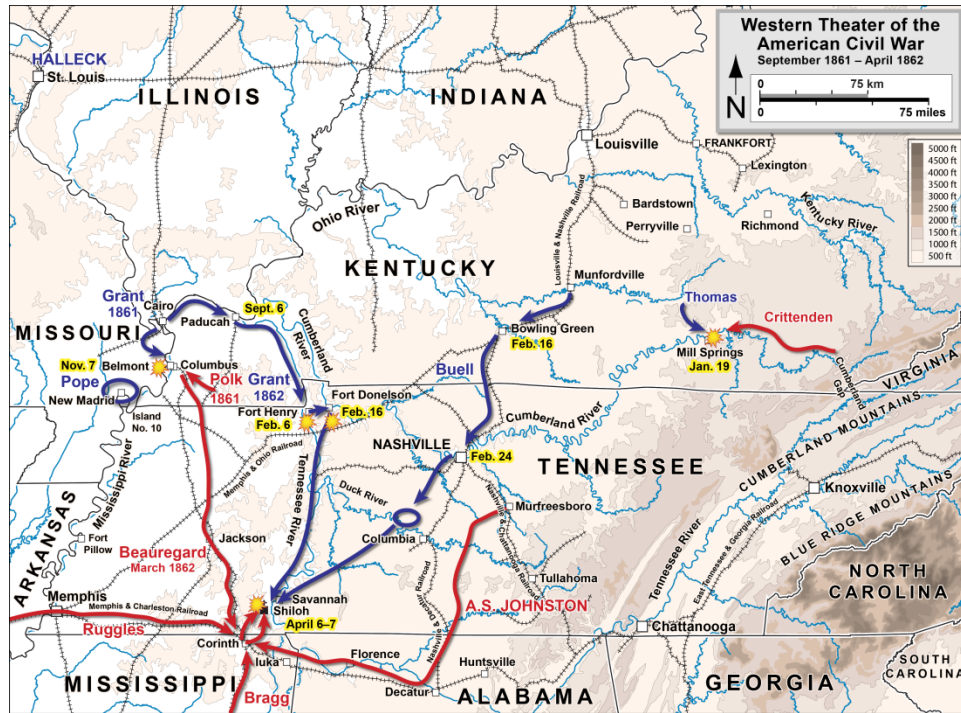 Western Theater of the
American Civil War
September 1861 – April 1862
N
75 km
75 miles
5000 ft
4500 ft
4000 ft
3500 ft
3000 ft
2500 ft
2000 ft
1500 ft
1000 ft
500 ft
HALLECK
St. Louis
ILLINOIS
INDIANA
Louisville
FRANKFORT
Lexington
Bardstown
Perryville
Richmond
Kentucky River
Ohio River
Louisville & Nashville Railroad
KENTUCKY
Munfordville
Grant
1861
Cairo
Paducah
Sept. 6
Cumberland
River
Thomas
Crittenden
MISSOURI
Bowling Green
Feb. 16
Mill Springs
Jan. 19
Nov. 7
Belmont
Columbus
Polk
1861
Grant
1862
Buell
Cumberland
Gap
VIRGINIA
Pope
New Madrid
Island
No. 10
Fort Donelson
Fort Henry
Feb. 16
Feb. 6
Cumberland River
CUMBERLAND MOUNTAINS
NASHVILLE
Feb. 24
TENNESSEE
Memphis & Ohio Railroad
Mississippi River
Tennessee River
Duck River
Knoxville
BLUE RIDGE MOUNTAINS
Murfreesboro
Nashville & Chattanooga Railroad
East Tennessee & Georgia Railroad
Tennessee River
ARKANSAS
Fort
Pillow
Jackson
Columbia
Beauregard
March 1862
Tullahoma
NORTH
CAROLINA
Memphis
Memphis & Charleston Railroad
Savannah
Shiloh
April 6–7
A.S. JOHNSTON
Nashville & Decatur Railroad
Chattanooga
Ruggles
Corinth
Iuka
Florence
Huntsville
Decatur
MISSISSIPPI
Bragg
ALABAMA
GEORGIA
SOUTH
CAROLINA